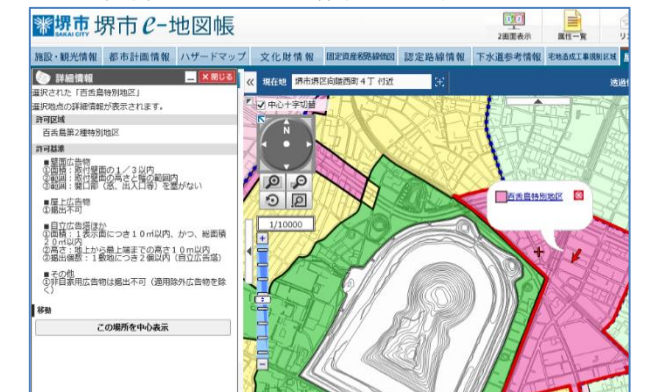 堺市 堺市 e-地図帳
SAKAI CITY
2画面表示
属性一覧
施設・観光情報
都市計画情報
ハザードマップ
文化財情報
固定資産税路線価図
認定路線情報
下水道参考情報
宅地造成工事規制区域
詳細情報
× 閉じる
選択された「百舌鳥特別地区」
選択地点の詳細情報が表示されます。
許可区域
百舌鳥第2種特別地区
許可基準
■壁面広告物
①面積：取付壁面の1／3以内
②範囲：取付壁面の高さと幅の範囲内
③範囲：開口部（窓、出入口等）を塞がない
■屋上広告物
①掲出不可
■自立広告塔ほか
①面積：1表示面につき10㎡以内、かつ、総面積
20㎡以内
②高さ：地上から最上端までの高さ10m以内
③掲出個数：1敷地につき2個以内（自立広告塔）
■その他
①非自家用広告物は掲出不可（適用除外広告物を除
く）
移動
この場所を中心表示
現在地 堺市堺区向陵西町4丁 付近
中心十字切替
N
1/10000
百舌鳥特別
地区